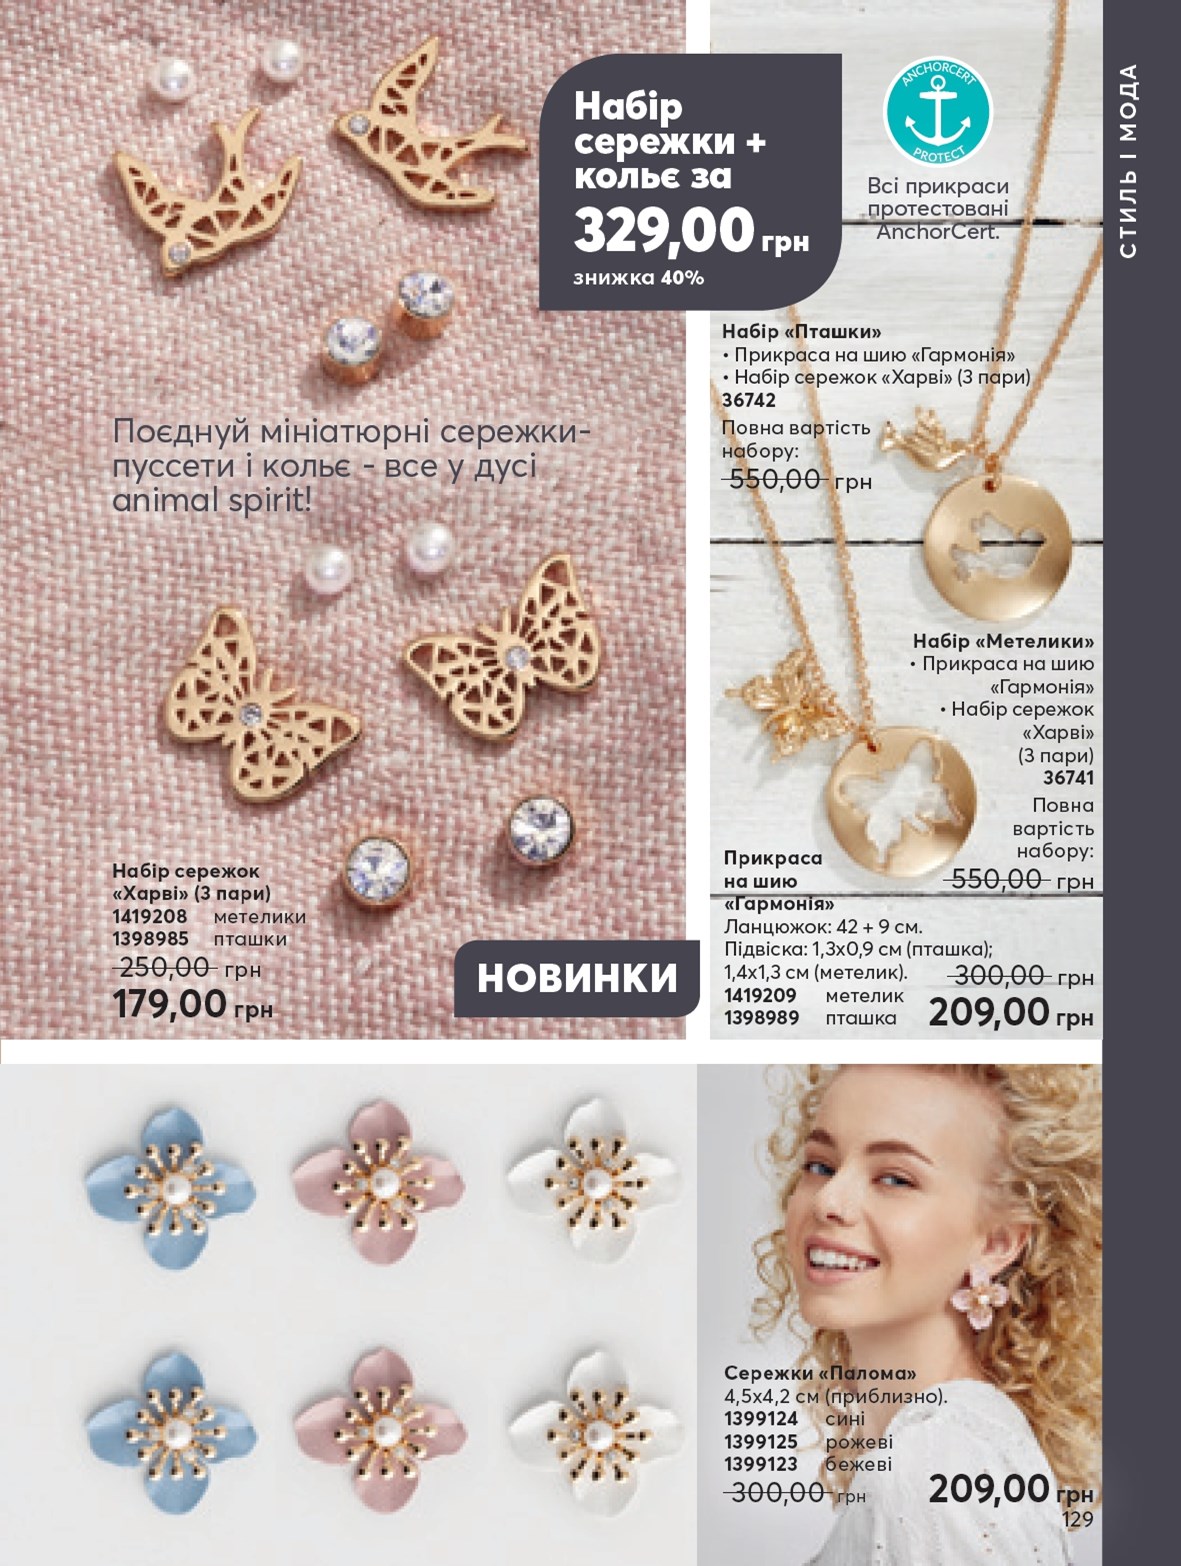 Набір
сережки +
кольє за
329,00 грн
знижка 40%
ANCHORCERT
PROTECT
Всі прикраси
протестовані
AnchorCert.
СТИЛЬ І МОДА
Набір «Пташки»
• Прикраса на шию «Гармонія»
• Набір сережок «Харві» (3 пари)
36742
Повна вартість
набору:
550,00 грн
Поєднуй мініатюрні сережки-
пуссети і кольє - все у дусі
animal spirit!
Набір «Метелики»
• Прикраса на шию
«Гармонія»
• Набір сережок
«Харві»
(3 пари)
36741
Повна
вартість
набору:
550,00 грн
Набір сережок
«Харві» (3 пари)
1419208 метелики
1398985 пташки
250,00 грн
179,00 грн
НОВИНКИ
Прикраса
на шию
«Гармонія»
Ланцюжок: 42 + 9 см.
Підвіска: 1,3х0,9 см (пташка);
1,4х1,3 см (метелик).
1419209 метелик
1398989 пташка
300,00 грн
209,00 грн
Сережки «Палома»
4,5х4,2 см (приблизно).
1399124 сині
1399125 рожеві
1399123 бежеві
300,00 грн
209,00 грн
129